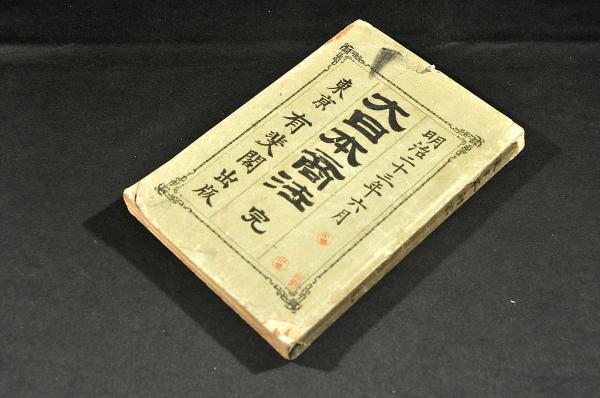 明治二十三年六月
大日本商法 完
東京 有斐閣出版